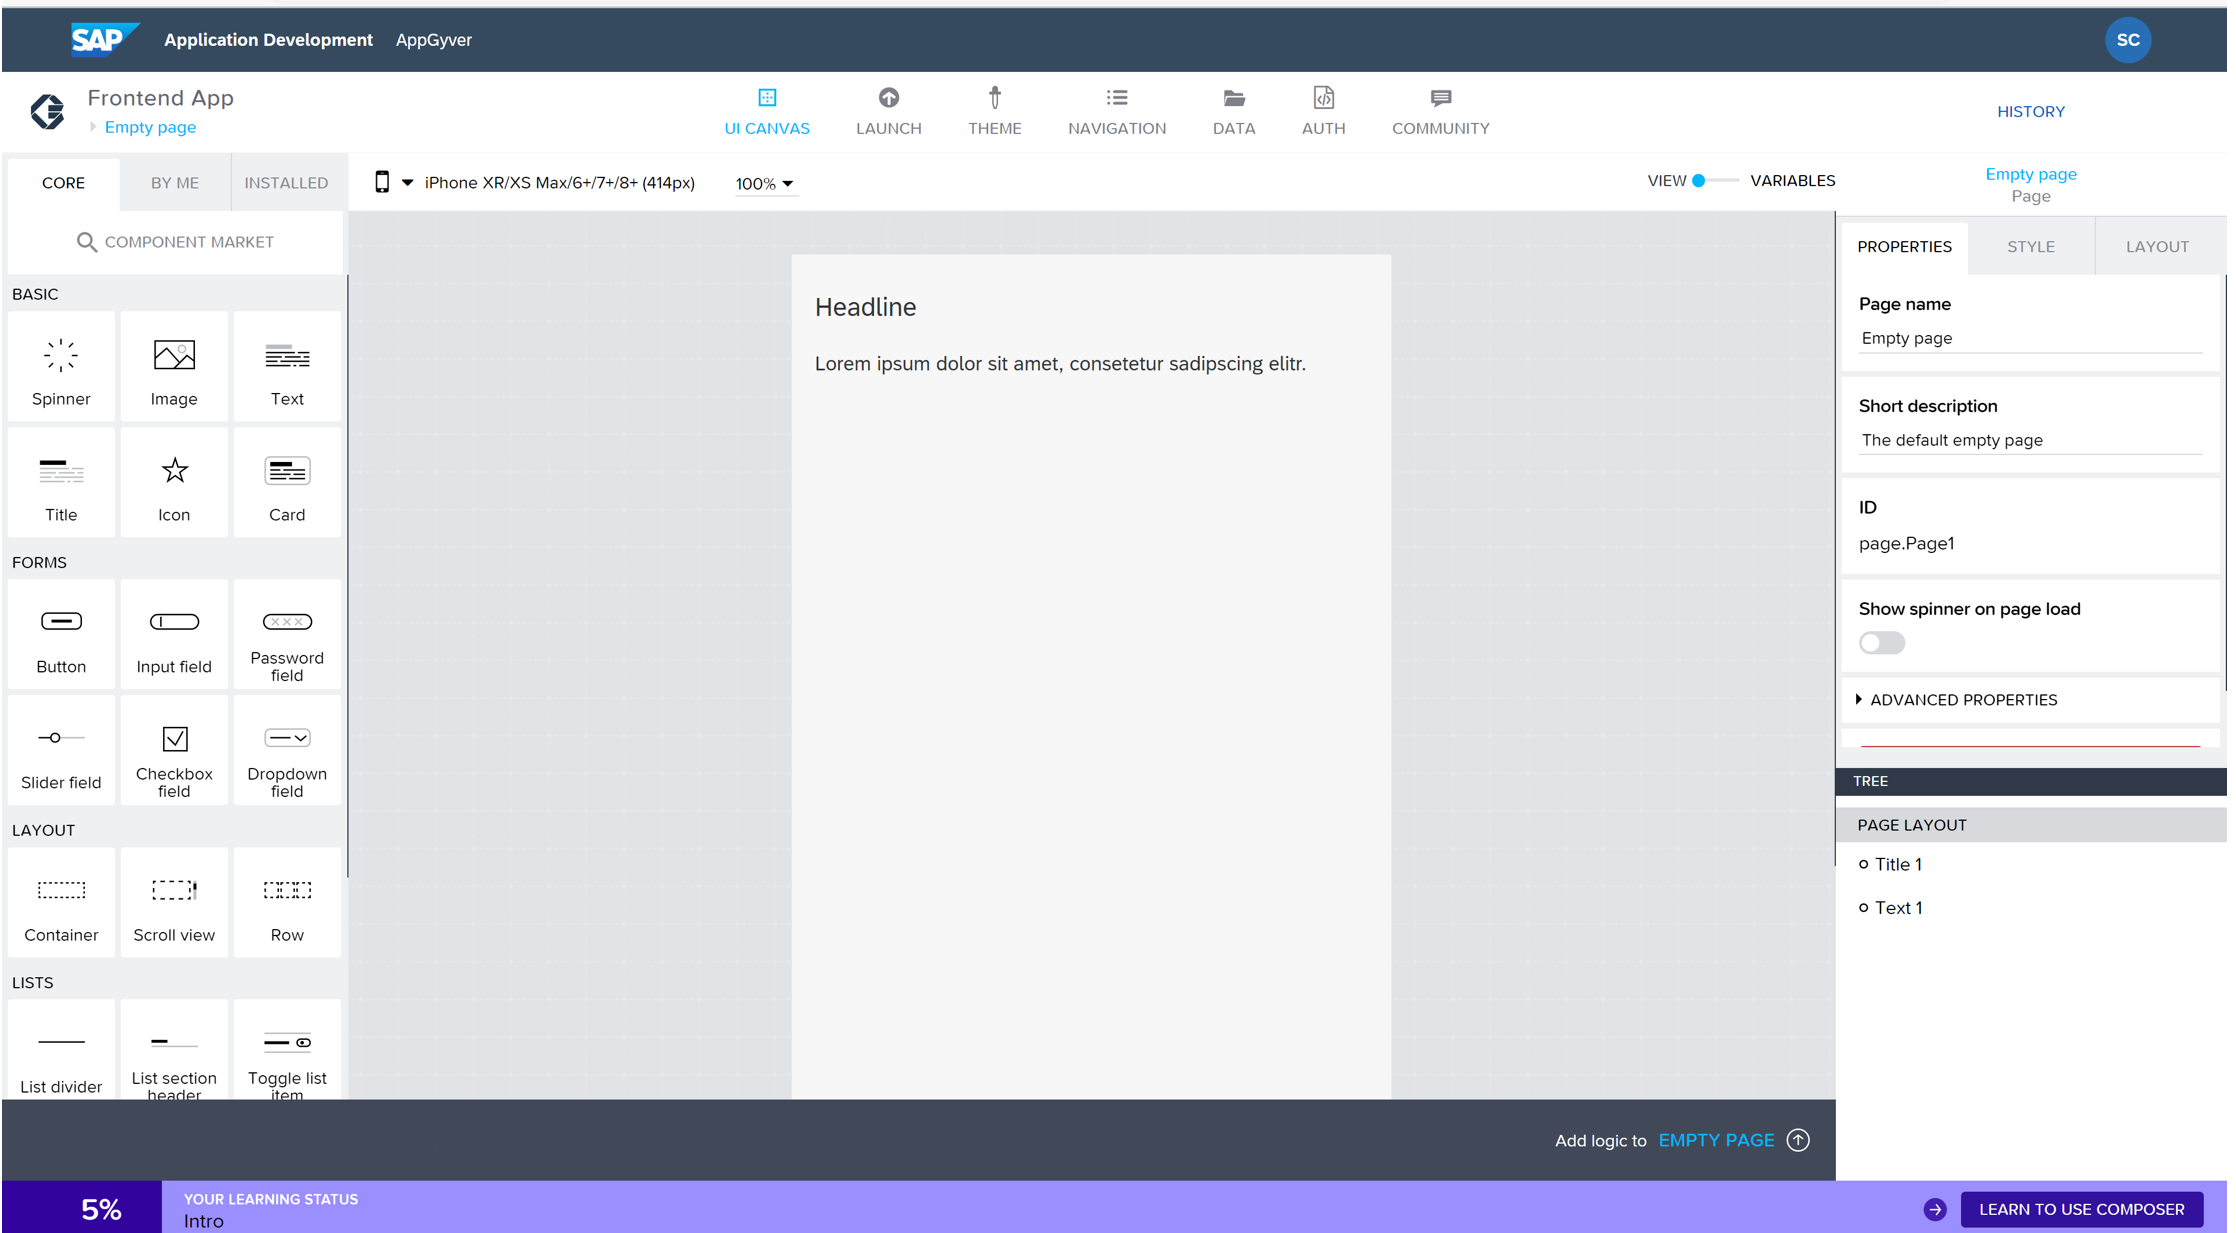 SAP Application Development AppGyver
SC
Frontend App
Empty page
UI CANVAS
LAUNCH
THEME
NAVIGATION
DATA
AUTH
COMMUNITY
HISTORY
CORE
BY ME
INSTALLED
iPhone XR/XS Max/6+/7+/8+ (414px)
100%
VIEW
VARIABLES
Empty page
Page
COMPONENT MARKET
PROPERTIES
STYLE
LAYOUT
BASIC
Spinner
Image
Text
Title
Icon
Card
FORMS
Button
Input field
Password
field
Slider field
Checkbox
field
Dropdown
field
LAYOUT
Container
Scroll view
Row
LISTS
List divider
List section
header
Toggle list
item
Headline
Lorem ipsum dolor sit amet, consetetur sadipscing elitr.
Page name
Empty page
Short description
The default empty page
ID
page.Page1
Show spinner on page load
ADVANCED PROPERTIES
TREE
PAGE LAYOUT
Title 1
Text 1
Add logic to EMPTY PAGE
5%
YOUR LEARNING STATUS
Intro
LEARN TO USE COMPOSER